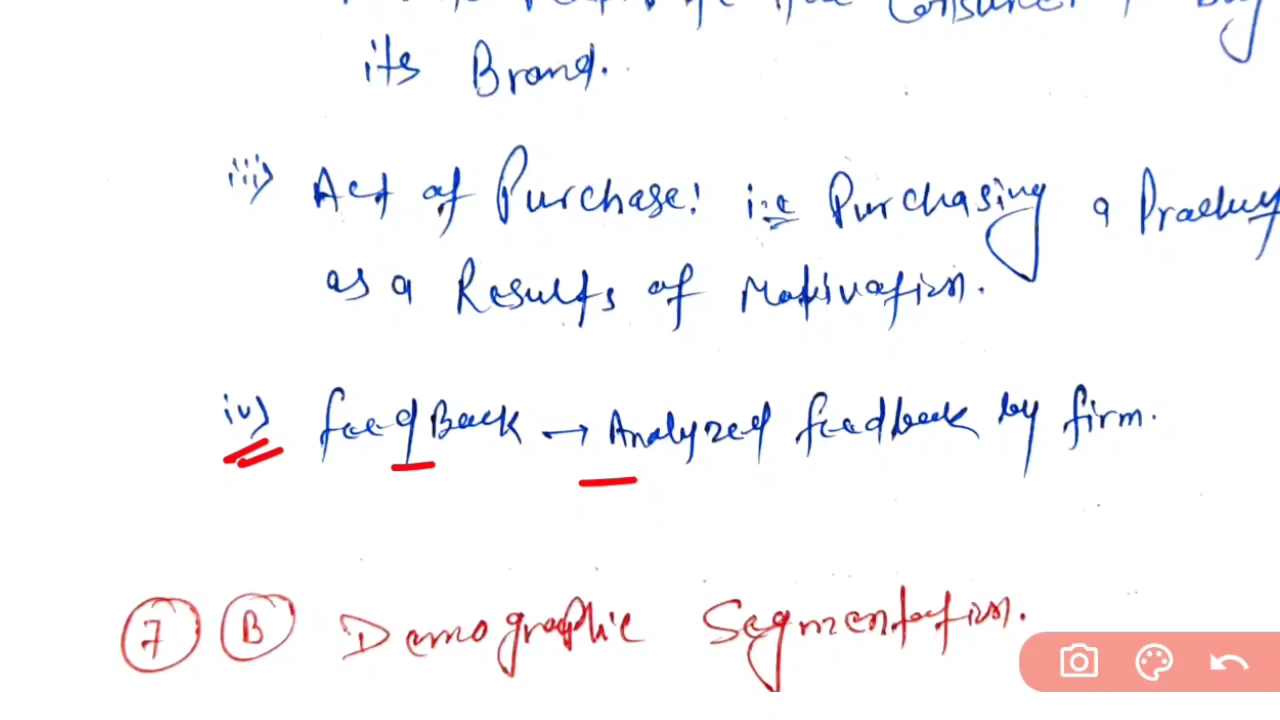 Consumer
its Brand.
iii) Act of Purchase: i.e Purchasing a Product
as a Results of Motivation.
iv) feedBack → Analyzed feedback by firm.
7 B Demographic Segmentation.